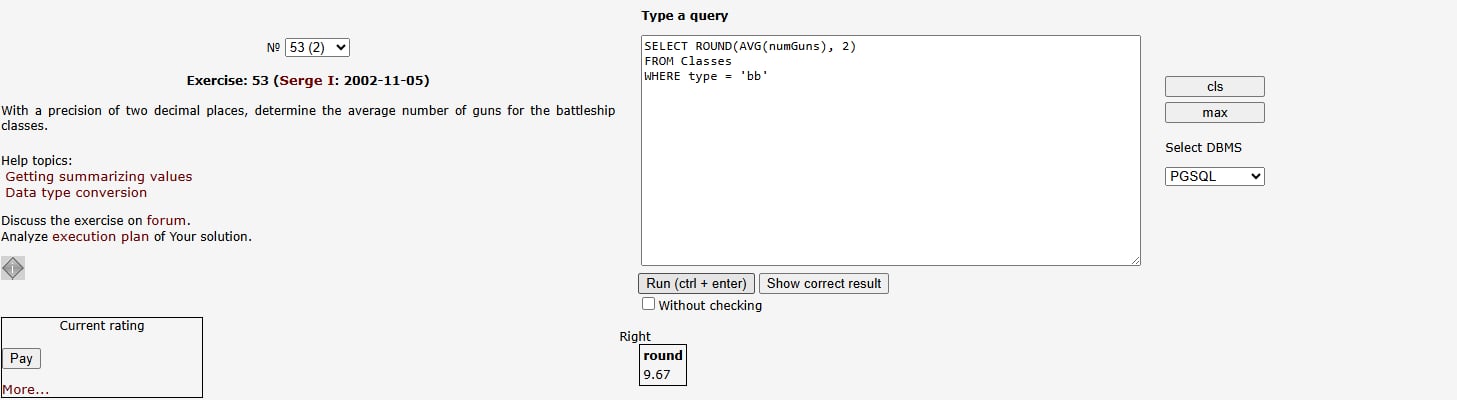 № 53 (2)
Exercise: 53 (Serge I: 2002-11-05)
With a precision of two decimal places, determine the average number of guns for the battleship
classes.
Help topics:
Getting summarizing values
Data type conversion
Discuss the exercise on forum.
Analyze execution plan of Your solution.
Current rating
Pay
More...
Type a query
SELECT ROUND(AVG(numGuns), 2)
FROM Classes
WHERE type = 'bb'
cls
max
Select DBMS
PGSQL
Run (ctrl + enter) Show correct result
Without checking
Right
round
9.67